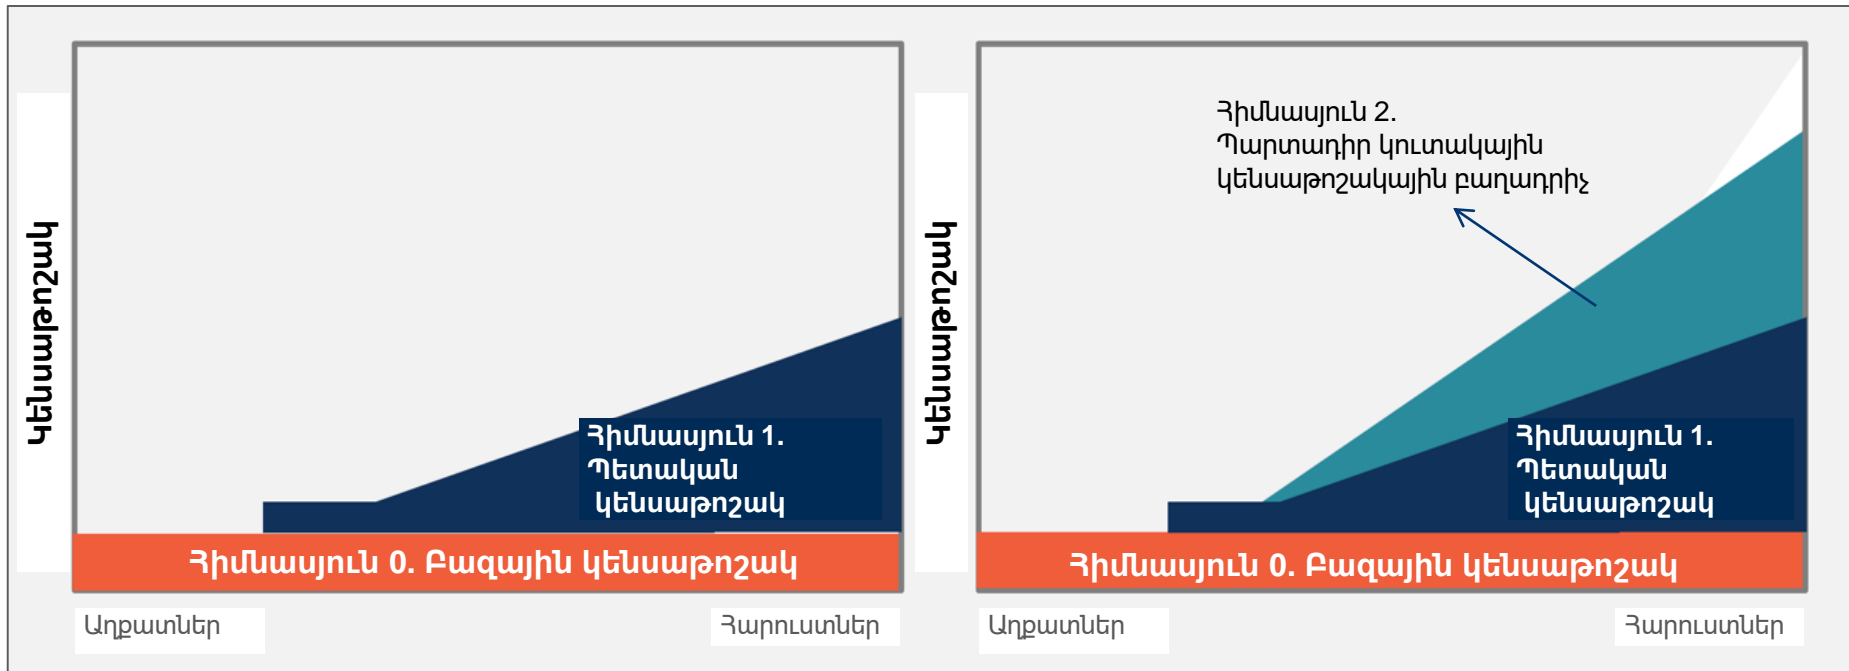 Կենսաթոշակ
Հիմնասյուն 1.
Պետական
կենսաթոշակ
Հիմնասյուն 0. Բազային կենսաթոշակ
Աղքատներ
Հարուստներ
Կենսաթոշակ
Հիմնասյուն 2.
Պարտադիր կուտակային
կենսաթոշակային բաղադրիչ
Հիմնասյուն 1.
Պետական
կենսաթոշակ
Հիմնասյուն 0. Բազային կենսաթոշակ
Աղքատներ
Հարուստներ